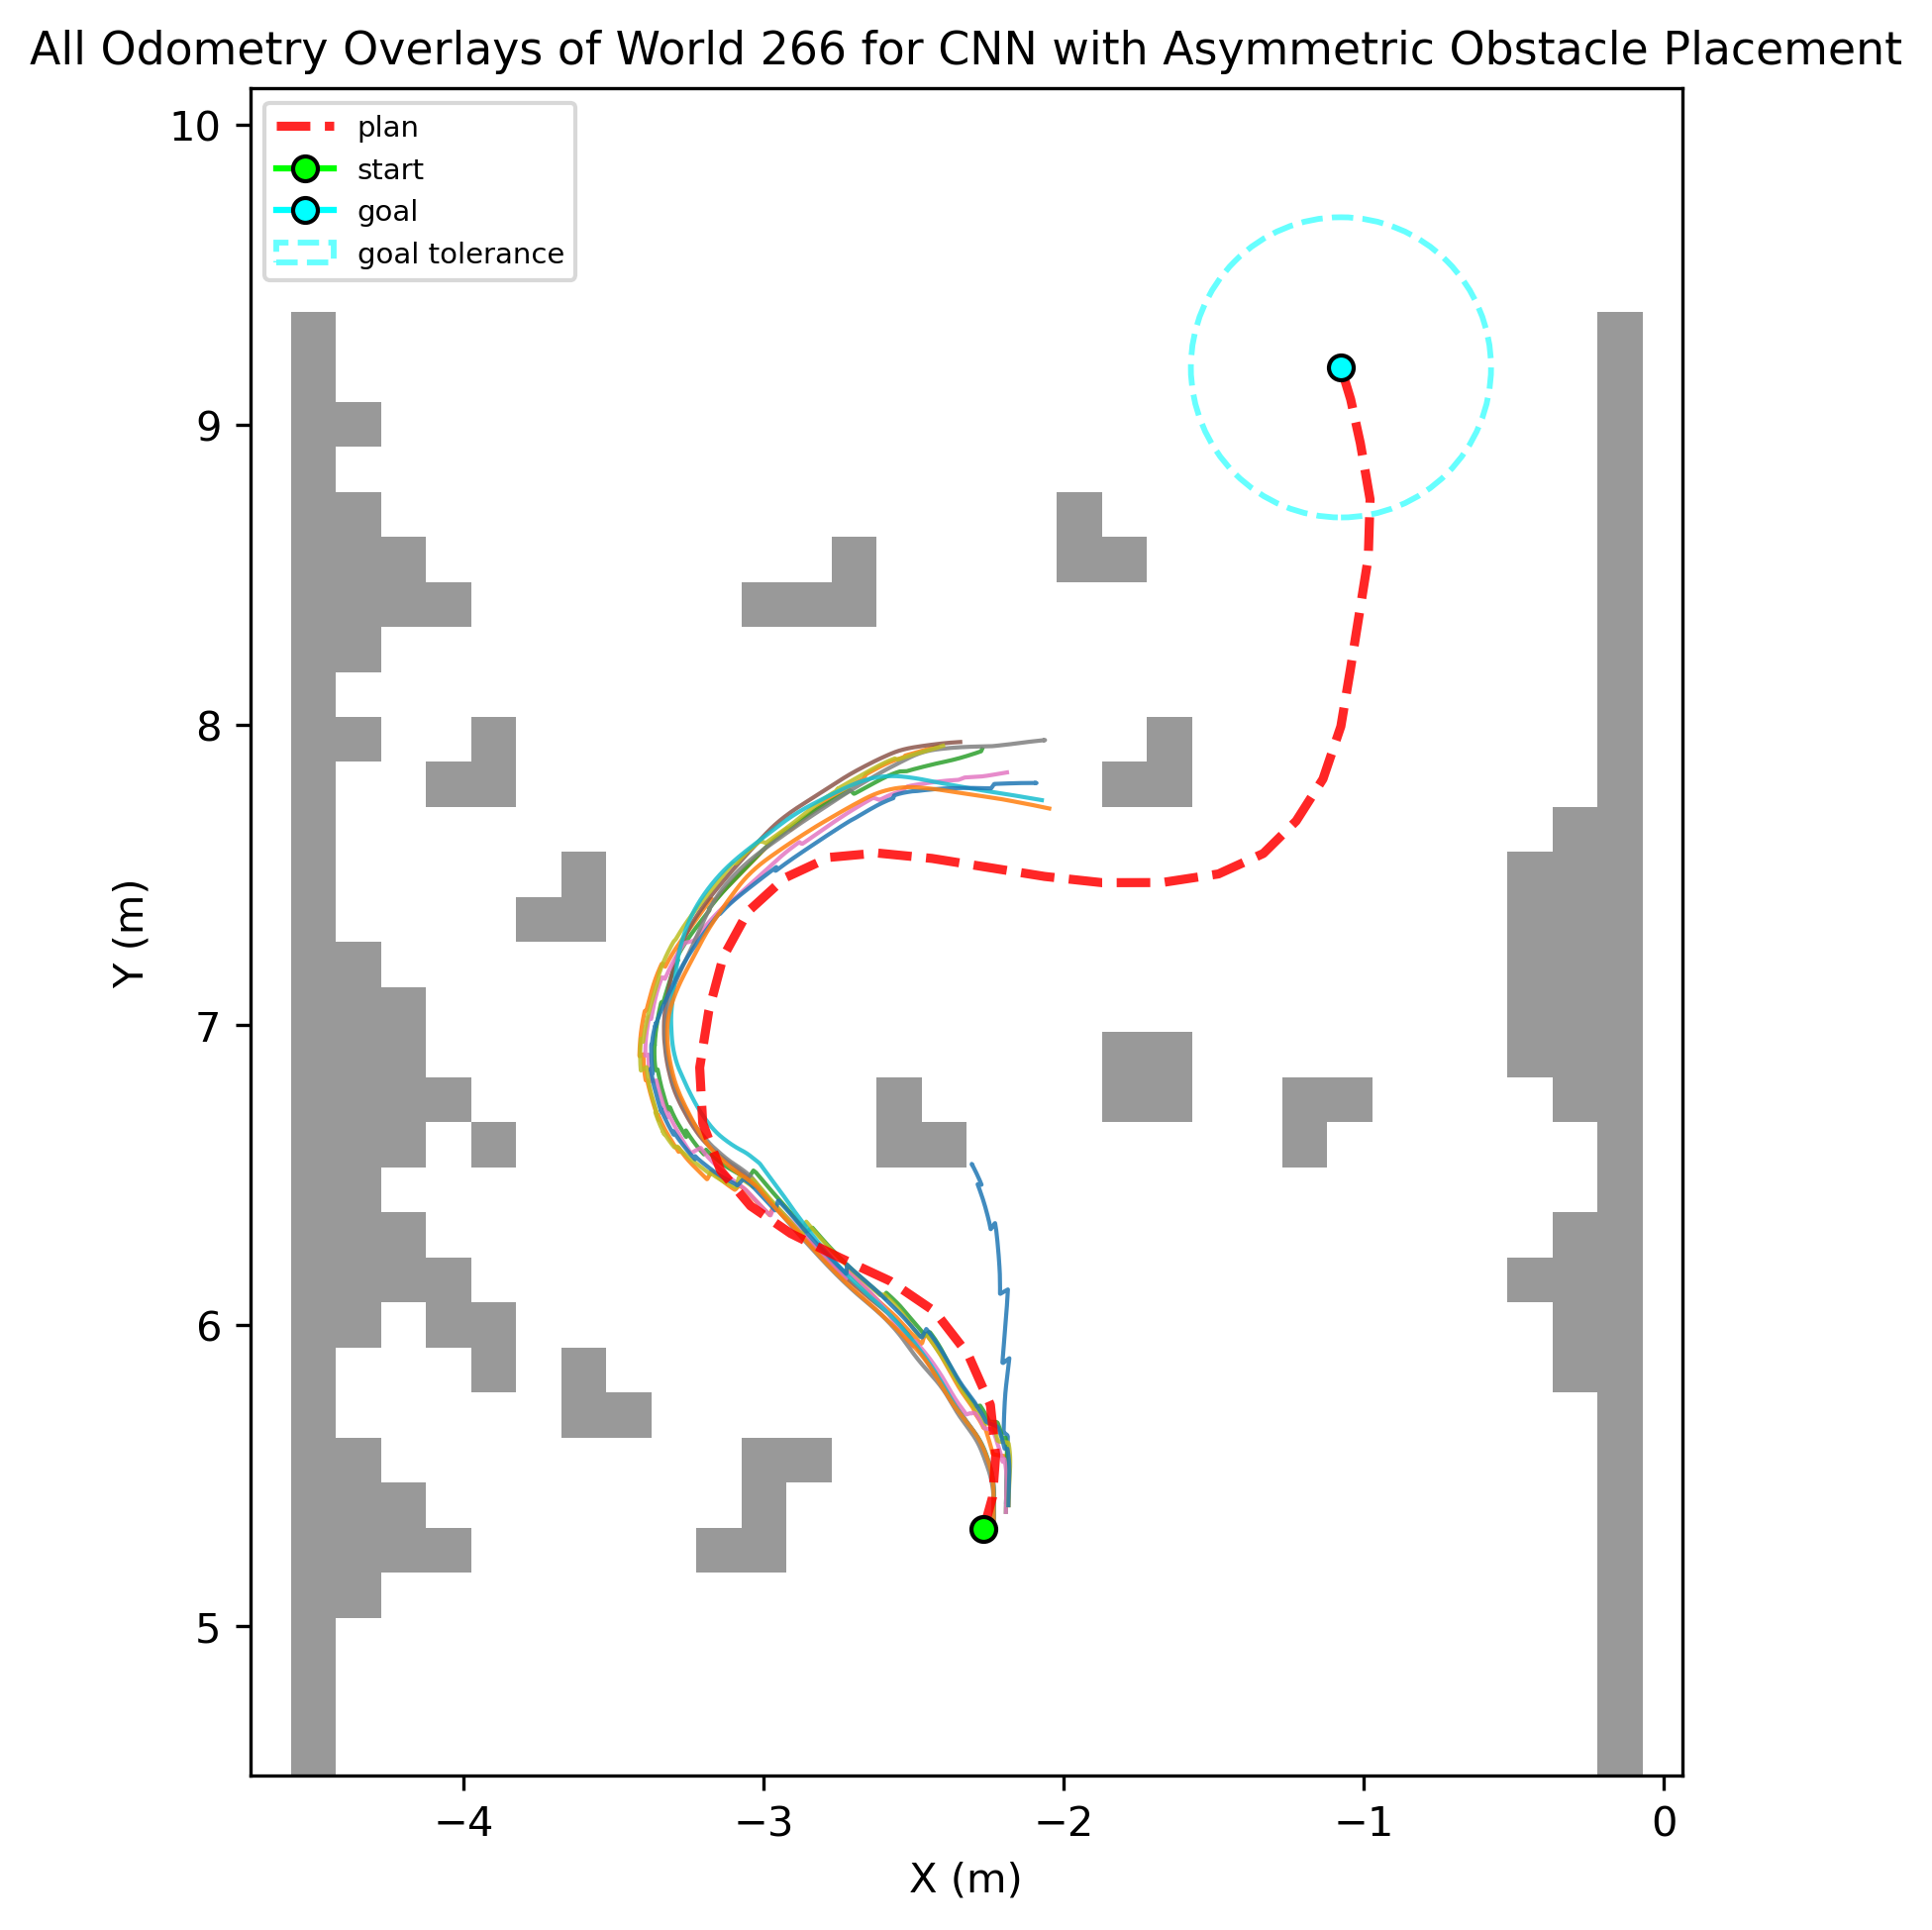 All Odometry Overlays of World 266 for CNN with Asymmetric Obstacle Placement
plan
start
goal
goal tolerance
10
9
8
7
6
5
Y (m)
−4
−3
−2
−1
0
X (m)